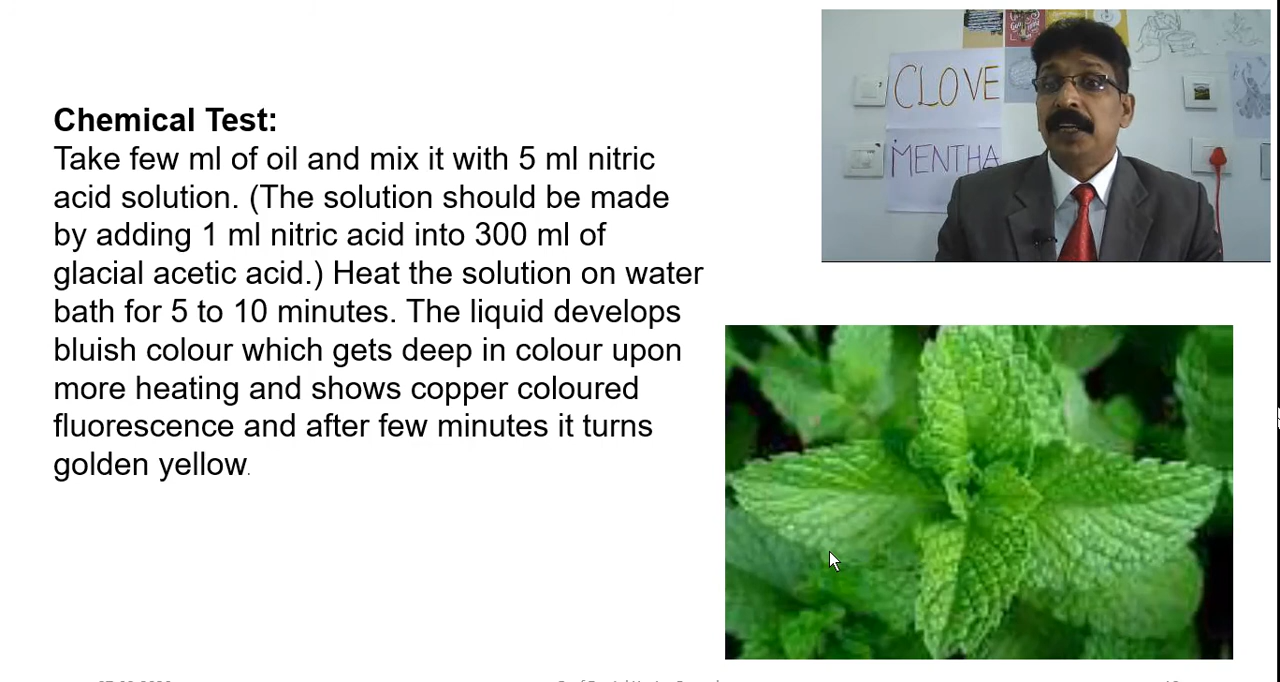 Chemical Test:
Take few ml of oil and mix it with 5 ml nitric
acid solution. (The solution should be made
by adding 1 ml nitric acid into 300 ml of
glacial acetic acid.) Heat the solution on water
bath for 5 to 10 minutes. The liquid develops
bluish colour which gets deep in colour upon
more heating and shows copper coloured
fluorescence and after few minutes it turns
golden yellow.
CLOVE
MENTHA